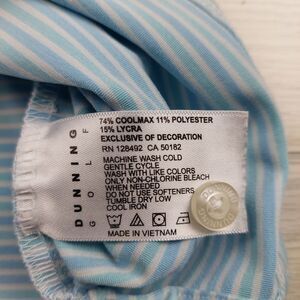 DUNNING
GOLF
74% COOLMAX 11% POLYESTER
15% LYCRA
EXCLUSIVE OF DECORATION
RN 128492 CA 50182
MACHINE WASH COLD
GENTLE CYCLE
WASH WITH LIKE COLORS
ONLY NON-CHLORINE BLEACH
WHEN NEEDED
DO NOT USE SOFTENERS
TUMBLE DRY LOW
COOL IRON
MADE IN VIETNAM